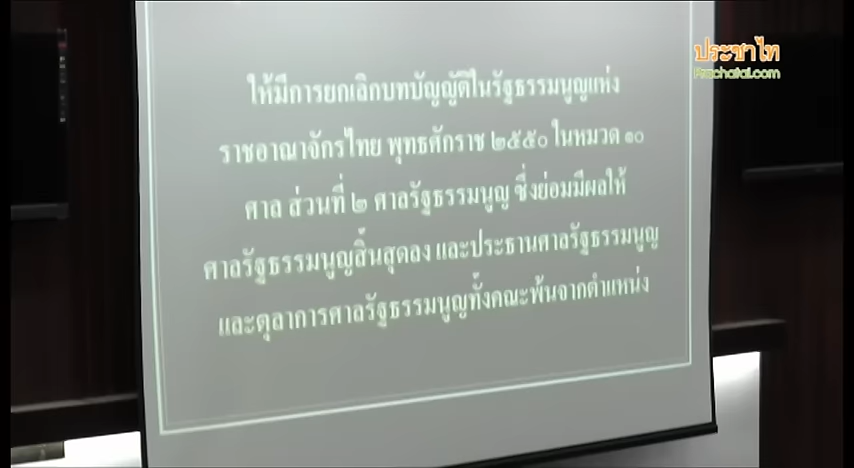 ประชาไท
Prachatai.com
ให้มีการยกเลิกบทบัญญัติในรัฐธรรมนูญแห่ง
ราชอาณาจักรไทย พุทธศักราช ๒๕๕๐ ในหมวด ๑๐
ศาล ส่วนที่ ๒ ศาลรัฐธรรมนูญ ซึ่งย่อมมีผลให้
ศาลรัฐธรรมนูญสิ้นสุดลง และประธานศาลรัฐธรรมนูญ
และตุลาการศาลรัฐธรรมนูญทั้งคณะพ้นจากตำแหน่ง